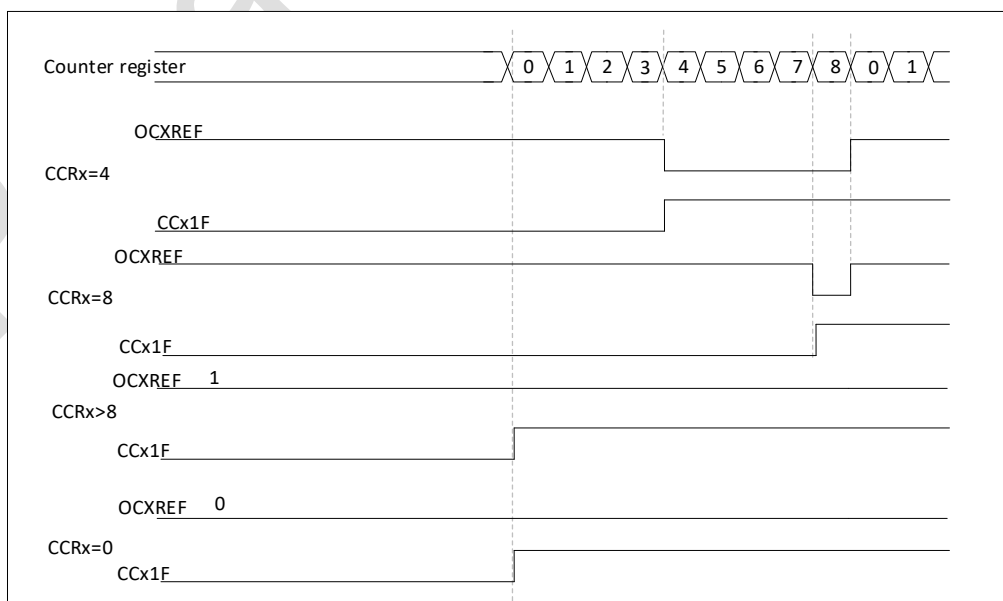 Counter register 0 1 2 3 4 5 6 7 8 0 1
OCXREF
CCRx=4
CCx1F
OCXREF
CCRx=8
CCx1F
OCXREF 1
CCRx>8
CCx1F
OCXREF 0
CCRx=0
CCx1F